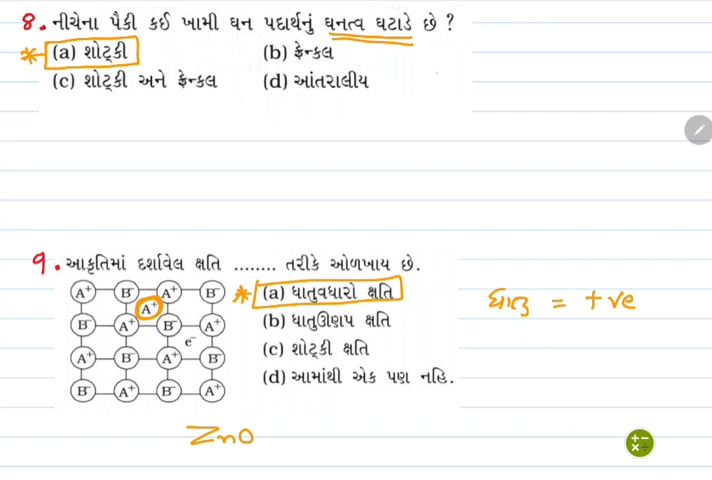 8. નીચેના પૈકી કઈ ખામી ઘન પદાર્થનું ઘનત્વ ઘટાડે છે ?
* (a) શોટ્કી (b) ફ્રેન્કલ
(c) શોટ્કી અને ફ્રેન્કલ (d) આંતરાલીય
9. આકૃતિમાં દર્શાવેલ ક્ષતિ ........ તરીકે ઓળખાય છે.
A⁺ B⁻ A⁺ B⁻
* (a) ધાતુવધારો ક્ષતિ
A⁺
ધાતુ = +ve
B⁻ A⁺ B⁻ A⁺
(b) ધાતુઊણપ ક્ષતિ
e⁻
(c) શોટ્કી ક્ષતિ
A⁺ B⁻ A⁺ B⁻
(d) આમાંથી એક પણ નહિ.
B⁻ A⁺ B⁻ A⁺
ZnO